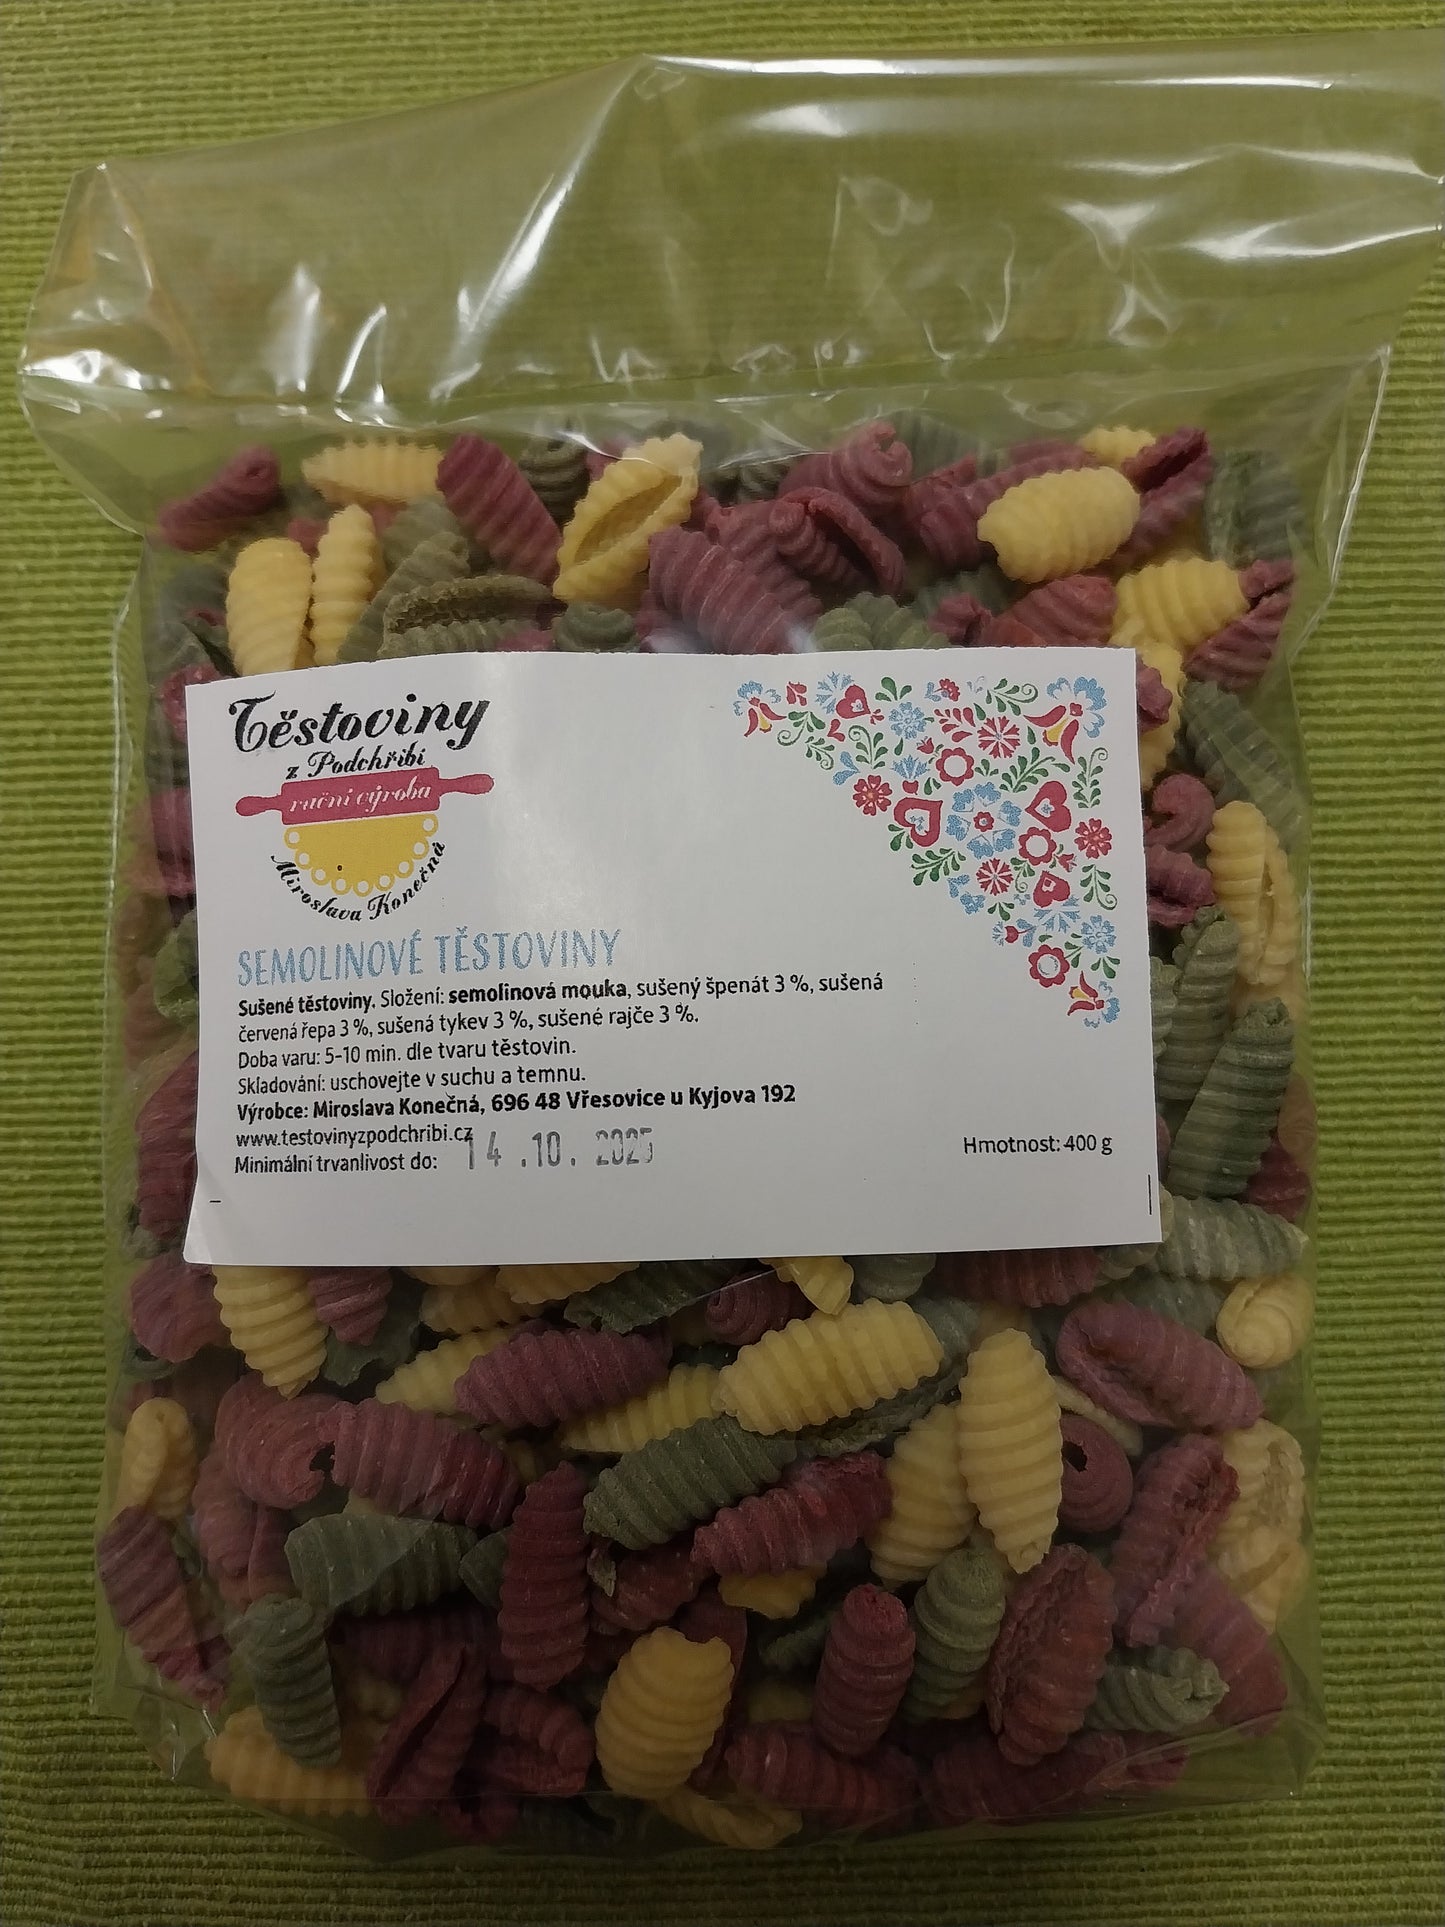 Těstoviny
z Podchřibí
ruční výroba
Miroslava Konečná
SEMOLINOVÉ TĚSTOVINY
Sušené těstoviny. Složení: semolinová mouka, sušený špenát 3 %, sušená
červená řepa 3 %, sušená tykev 3 %, sušené rajče 3 %.
Doba varu: 5-10 min. dle tvaru těstovin.
Skladování: uschovejte v suchu a temnu.
Výrobce: Miroslava Konečná, 696 48 Vřesovice u Kyjova 192
www.testovinyzpodchribi.cz
Minimální trvanlivost do: 14.10.2025
Hmotnost: 400 g